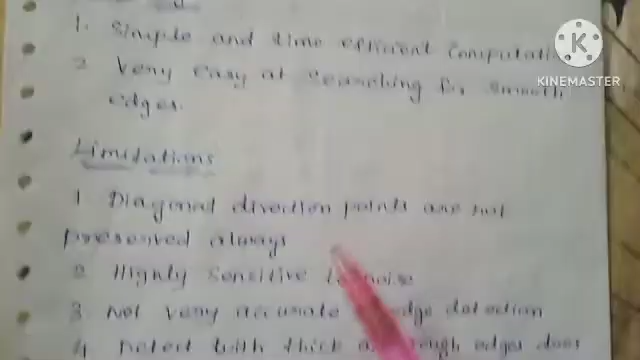 1. Simple and time efficient computati
2 Very easy at searching for smooth
edges.
KINEMASTER
Limitations
1 Diagonal direction points are not
preserved always
2 Highly sensitive to noise
3 Not very accurate edge detection
4 Detect with thick and rough edges does